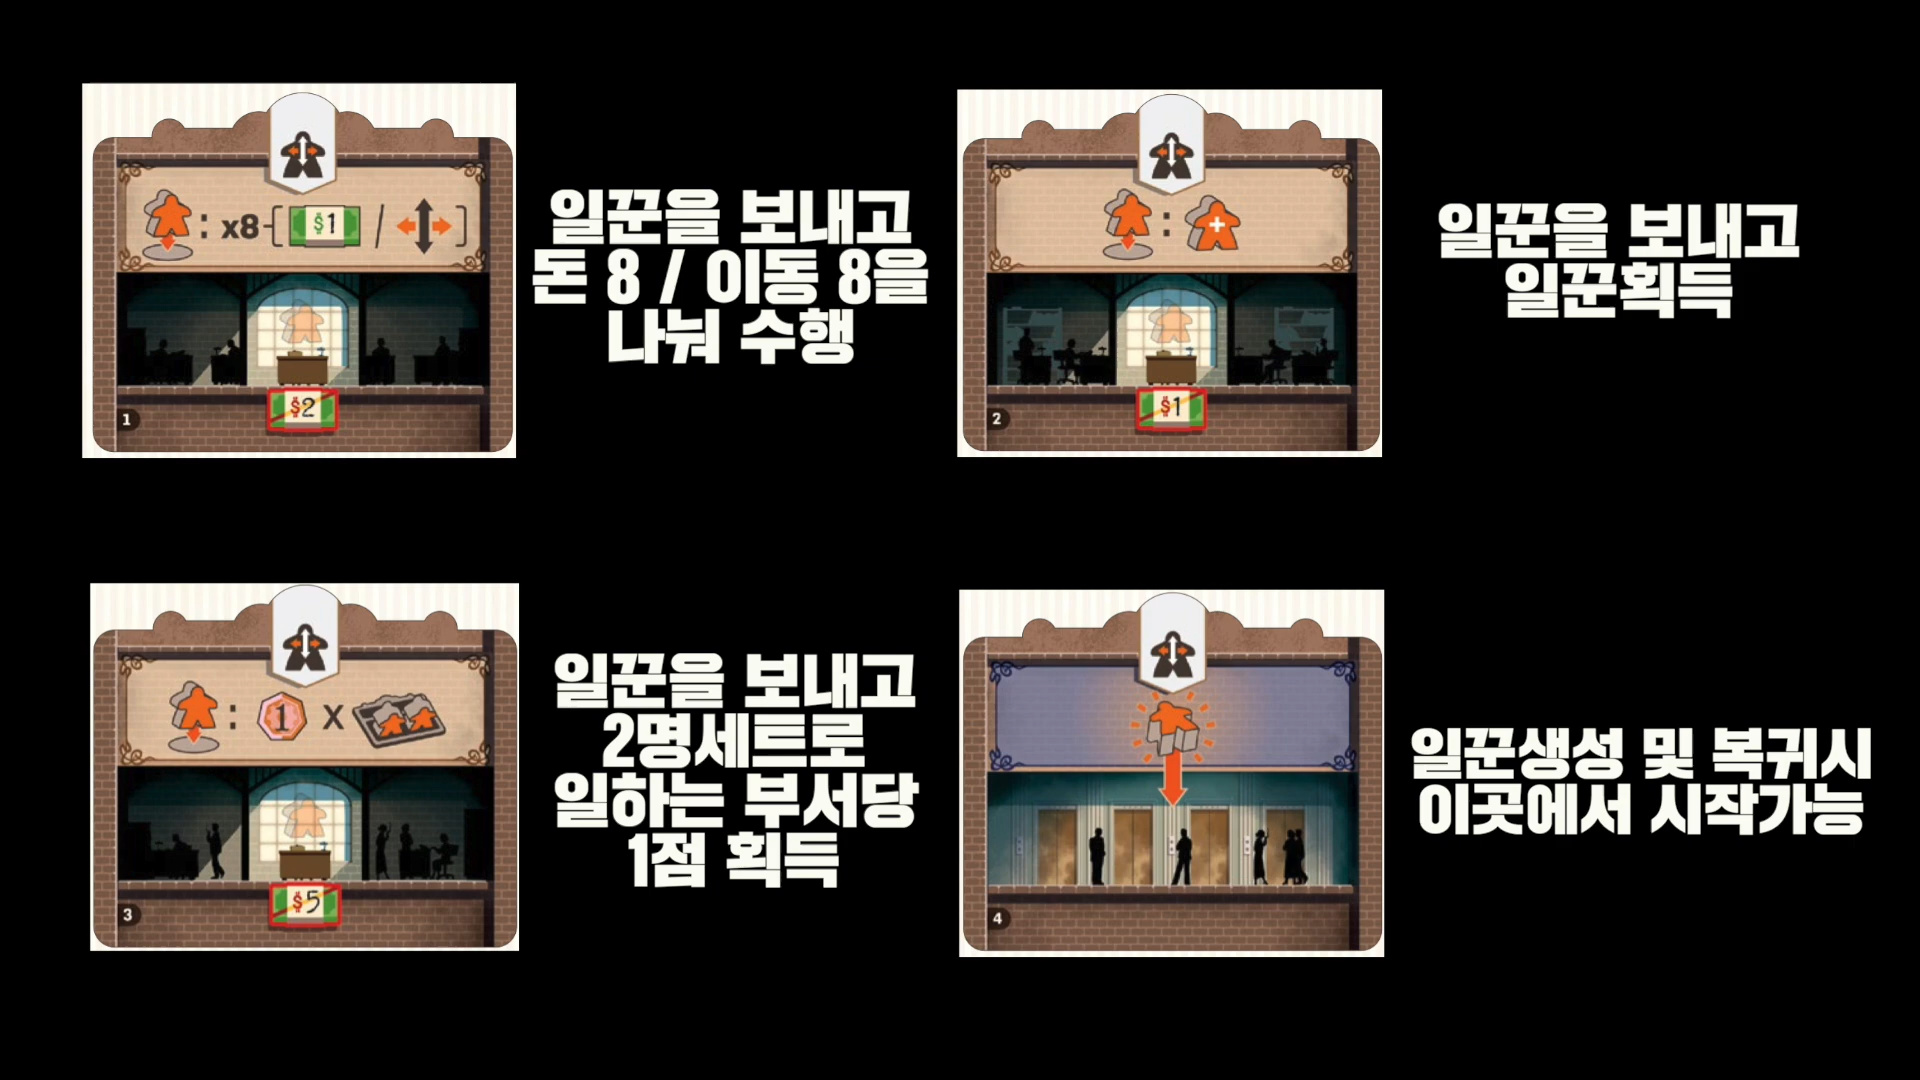 x8 [ $1 / ]
$2
1
일꾼을 보내고
돈 8 / 이동 8을
나눠 수행
:
$1
2
일꾼을 보내고
일꾼획득
: 1 X
$5
3
일꾼을 보내고
2명세트로
일하는 부서당
1점 획득
4
일꾼생성 및 복귀시
이곳에서 시작가능